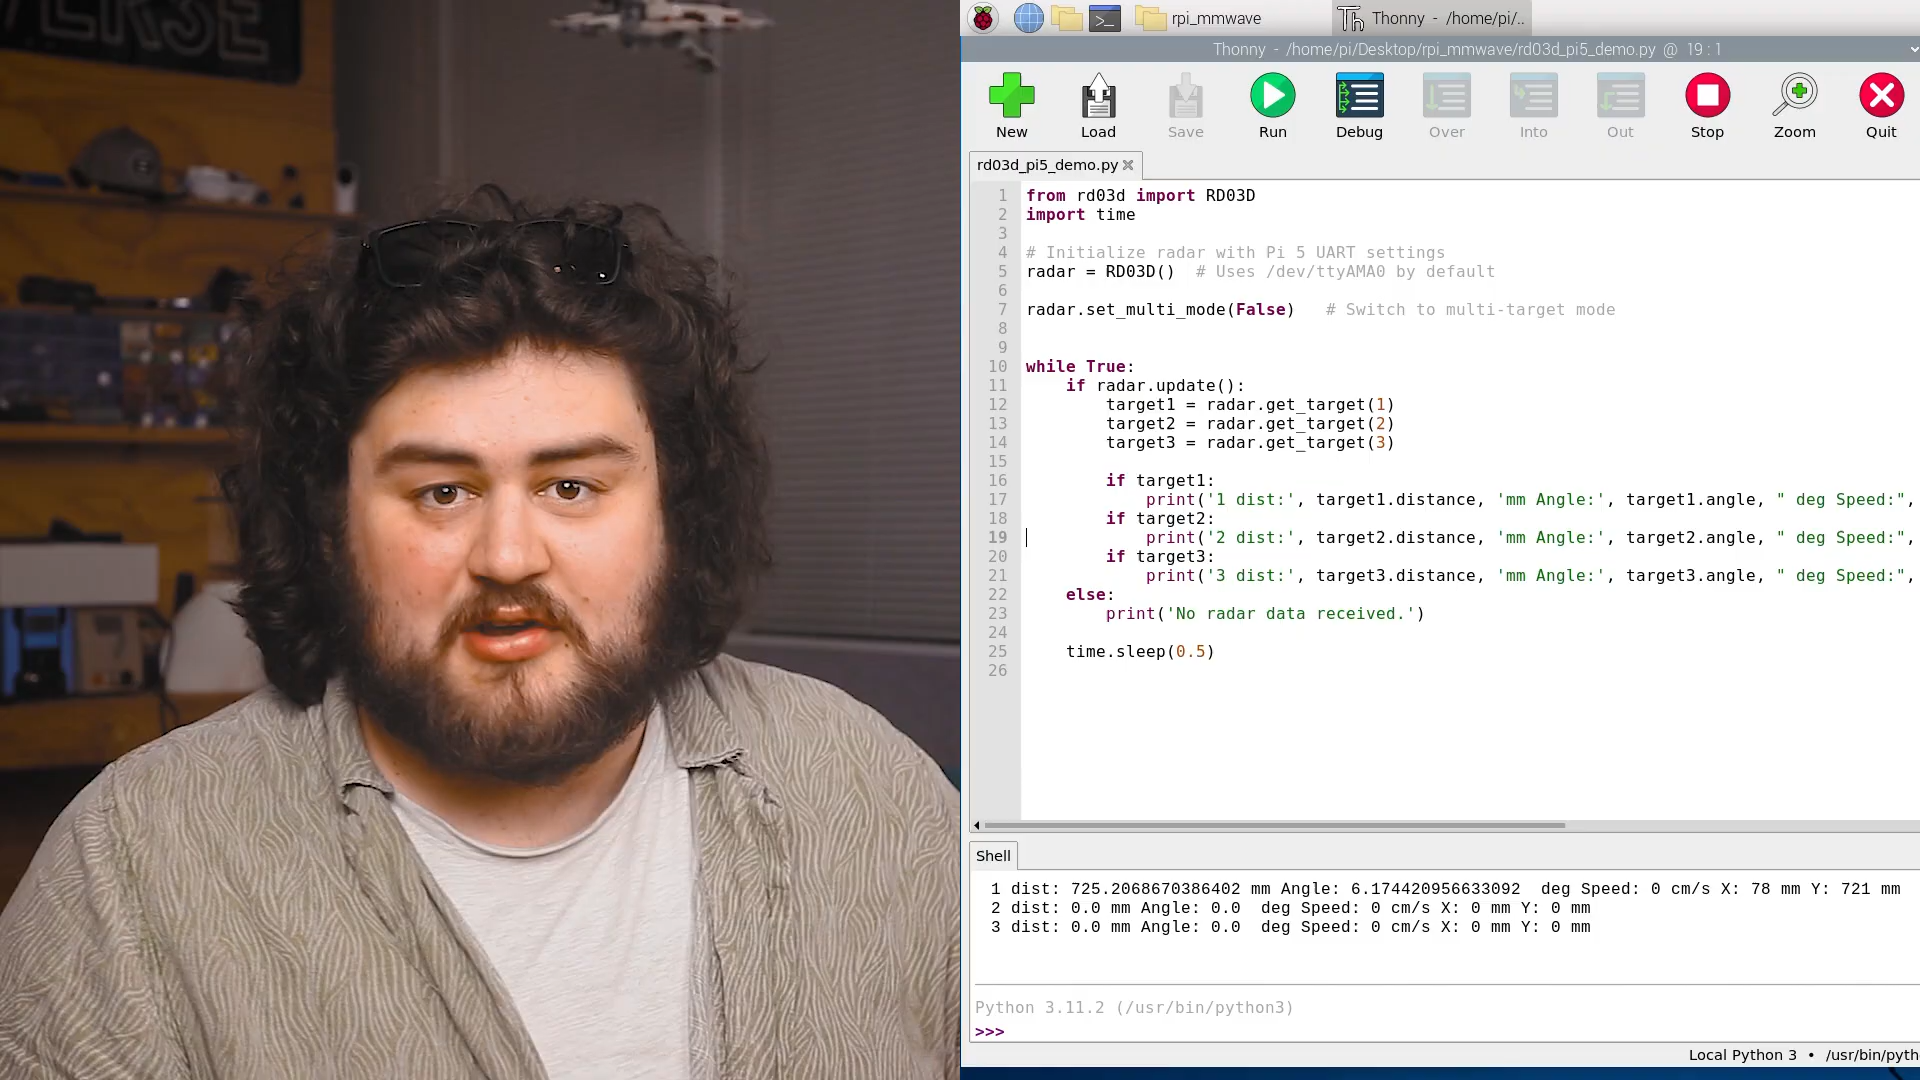 ERSE
rpi_mmwave
Thonny - /home/pi/..
Thonny - /home/pi/Desktop/rpi_mmwave/rd03d_pi5_demo.py @ 19 : 1
New Load Save Run Debug Over Into Out Stop Zoom Quit
rd03d_pi5_demo.py
1 from rd03d import RD03D
2 import time
3
4 # Initialize radar with Pi 5 UART settings
5 radar = RD03D()  # Uses /dev/ttyAMA0 by default
6
7 radar.set_multi_mode(False)   # Switch to multi-target mode
8
9
10 while True:
11     if radar.update():
12         target1 = radar.get_target(1)
13         target2 = radar.get_target(2)
14         target3 = radar.get_target(3)
15
16         if target1:
17             print('1 dist:', target1.distance, 'mm Angle:', target1.angle, " deg Speed:",
18         if target2:
19             print('2 dist:', target2.distance, 'mm Angle:', target2.angle, " deg Speed:",
20         if target3:
21             print('3 dist:', target3.distance, 'mm Angle:', target3.angle, " deg Speed:",
22     else:
23         print('No radar data received.')
24
25     time.sleep(0.5)
26
Shell
1 dist: 725.2068670386402 mm Angle: 6.174420956633092  deg Speed: 0 cm/s X: 78 mm Y: 721 mm
2 dist: 0.0 mm Angle: 0.0  deg Speed: 0 cm/s X: 0 mm Y: 0 mm
3 dist: 0.0 mm Angle: 0.0  deg Speed: 0 cm/s X: 0 mm Y: 0 mm
Python 3.11.2 (/usr/bin/python3)
>>>
Local Python 3 • /usr/bin/pyth